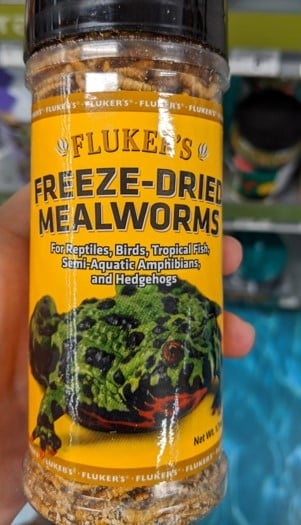 FLUKER'S · FLUKER'S · FLUKER'S
FLUKER'S
FREEZE-DRIED
MEALWORMS
For Reptiles, Birds, Tropical Fish,
Semi-Aquatic Amphibians,
and Hedgehogs
Net Wt.
FLUKER'S · FLUKER'S · FLUKER'S